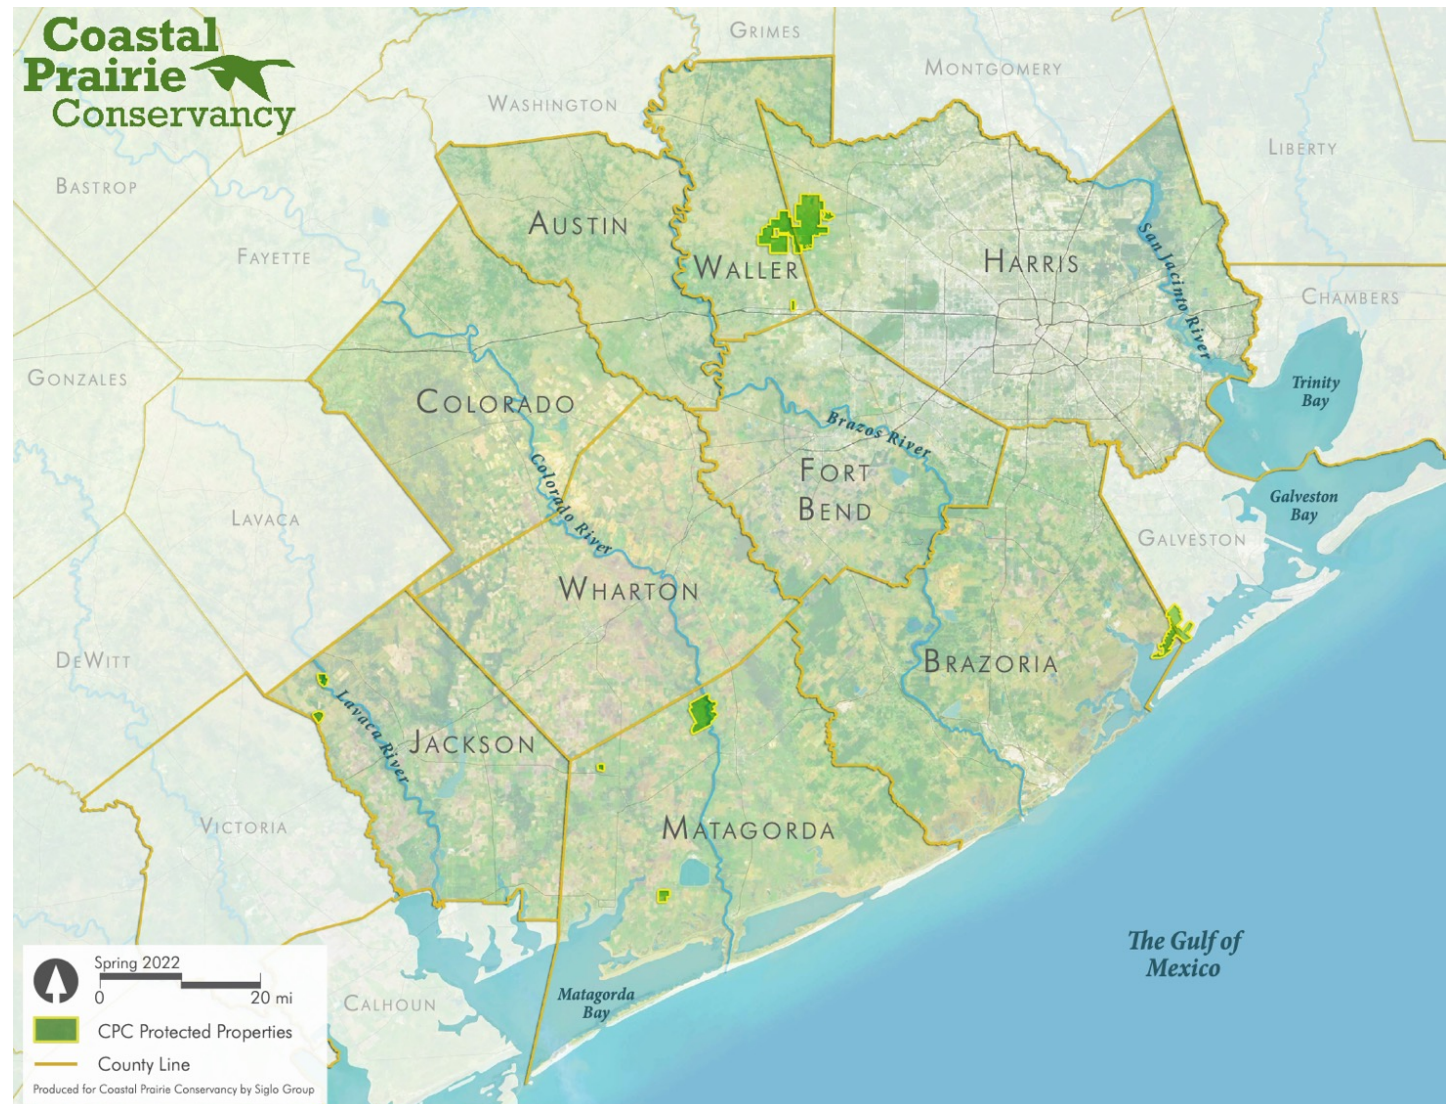 Coastal
Prairie
Conservancy
GRIMES
MONTGOMERY
WASHINGTON
LIBERTY
BASTROP
AUSTIN
FAYETTE
WALLER
HARRIS
San Jacinto River
CHAMBERS
GONZALES
COLORADO
Trinity
Bay
Brazos River
FORT
BEND
Colorado River
LAVACA
Galveston
Bay
GALVESTON
WHARTON
DEWITT
BRAZORIA
Lavaca River
JACKSON
VICTORIA
MATAGORDA
The Gulf of
Mexico
Matagorda
Bay
CALHOUN
Spring 2022
0 20 mi
CPC Protected Properties
County Line
Produced for Coastal Prairie Conservancy by Siglo Group